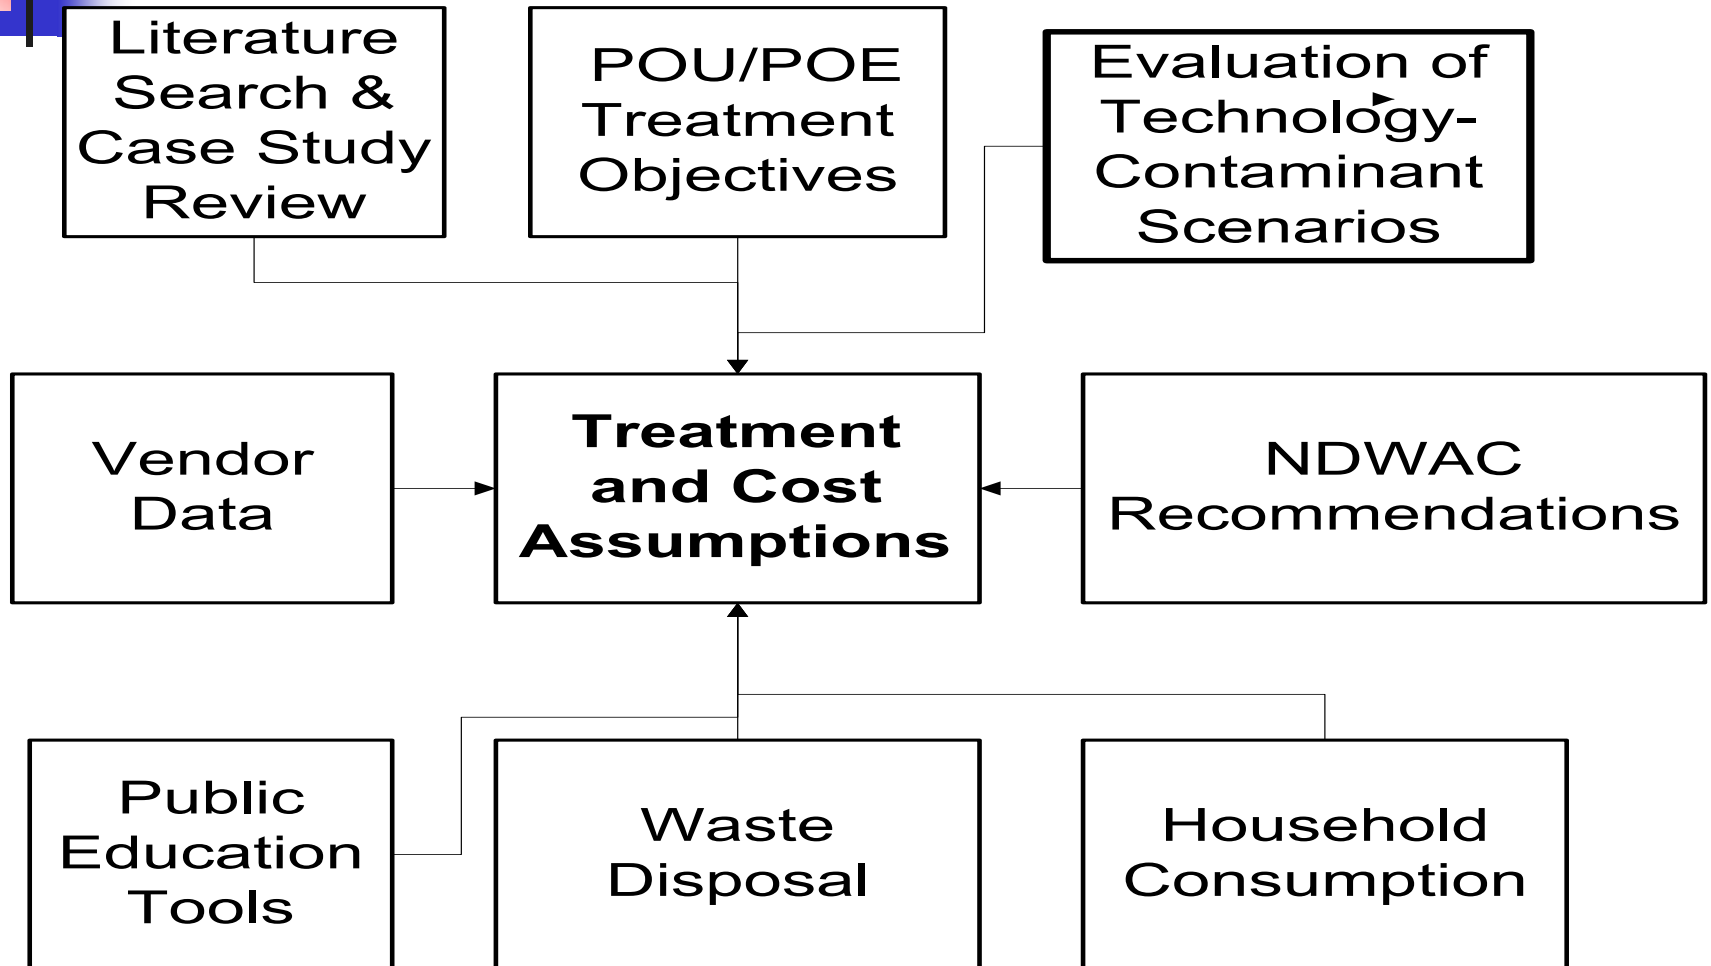 Literature
Search &
Case Study
Review
POU/POE
Treatment
Objectives
Evaluation of
Technology-
Contaminant
Scenarios
Vendor
Data
Treatment
and Cost
Assumptions
NDWAC
Recommendations
Public
Education
Tools
Waste
Disposal
Household
Consumption